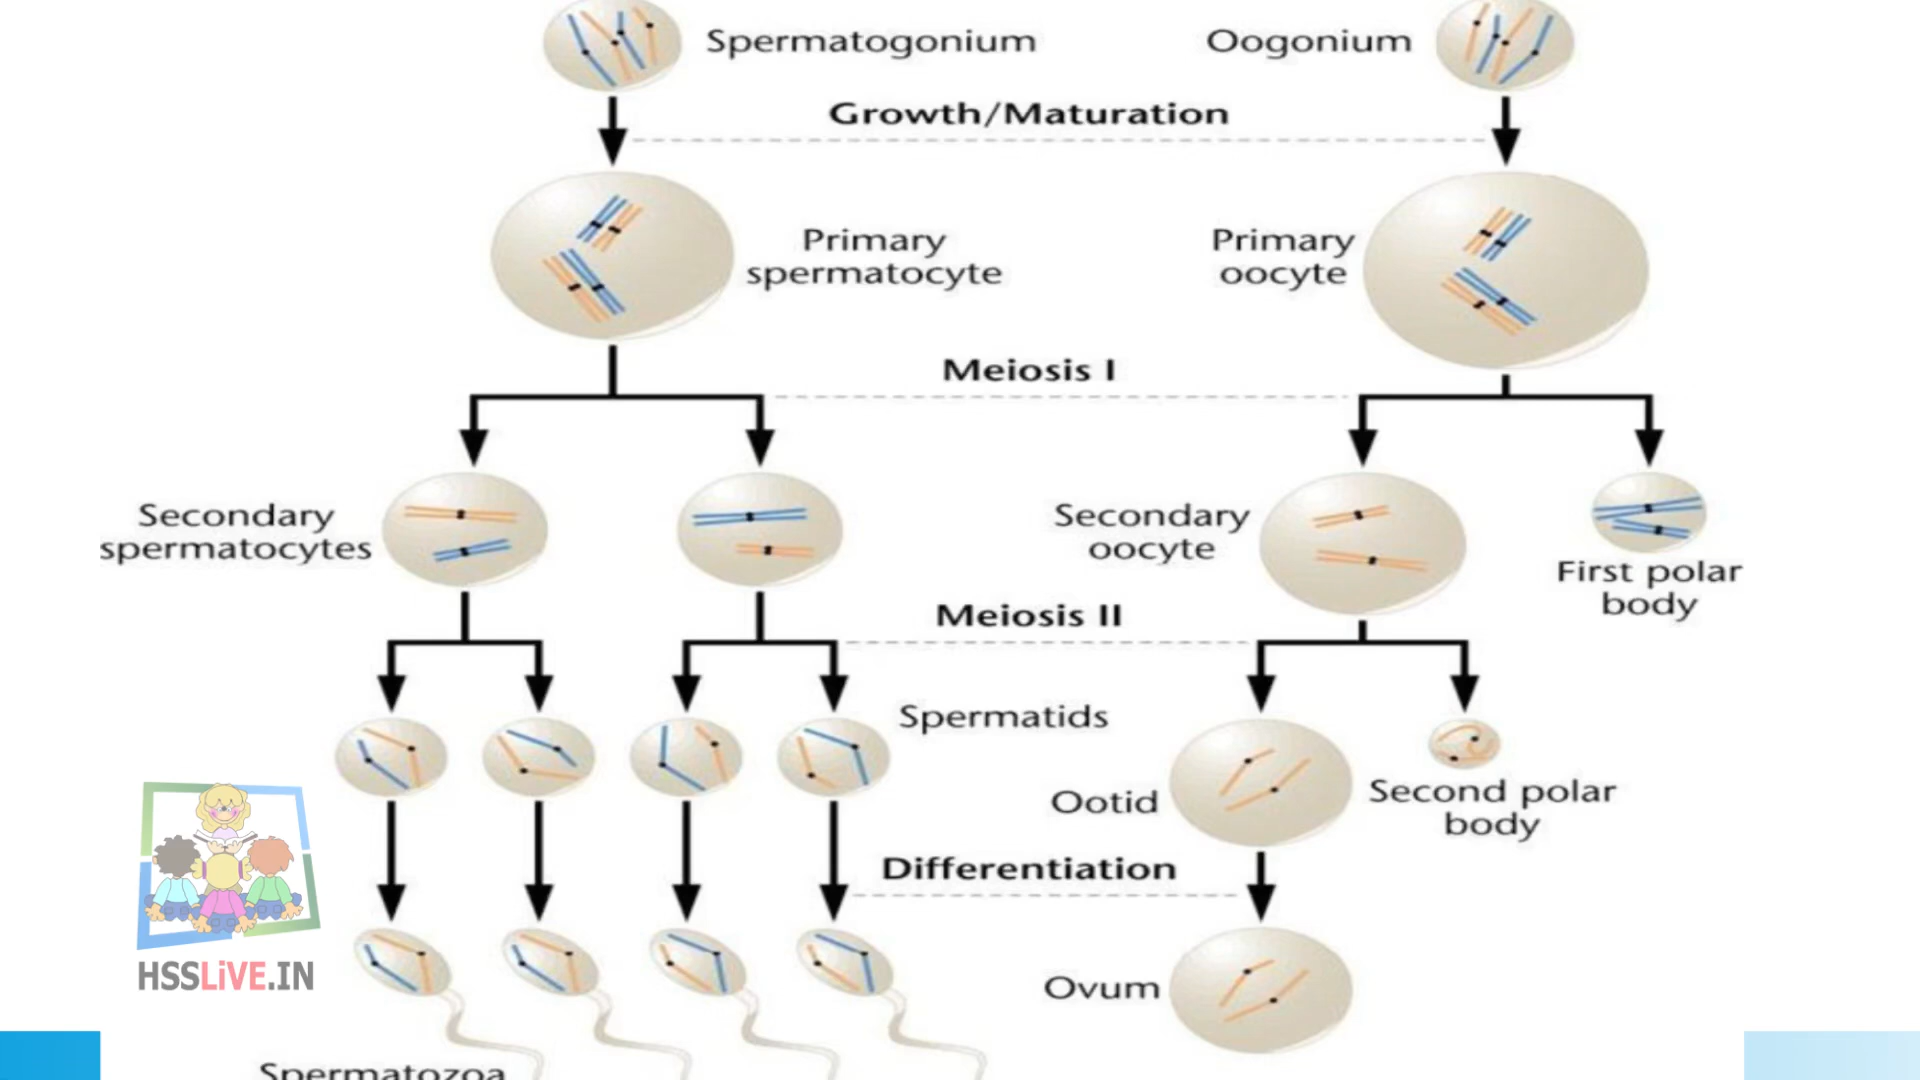 Spermatogonium
Oogonium
Growth/Maturation
Primary
spermatocyte
Primary
oocyte
Meiosis I
Secondary
spermatocytes
Secondary
oocyte
First polar
body
Meiosis II
Spermatids
Ootid
Second polar
body
Differentiation
HSSLiVE.IN
Ovum
Spermatozoa